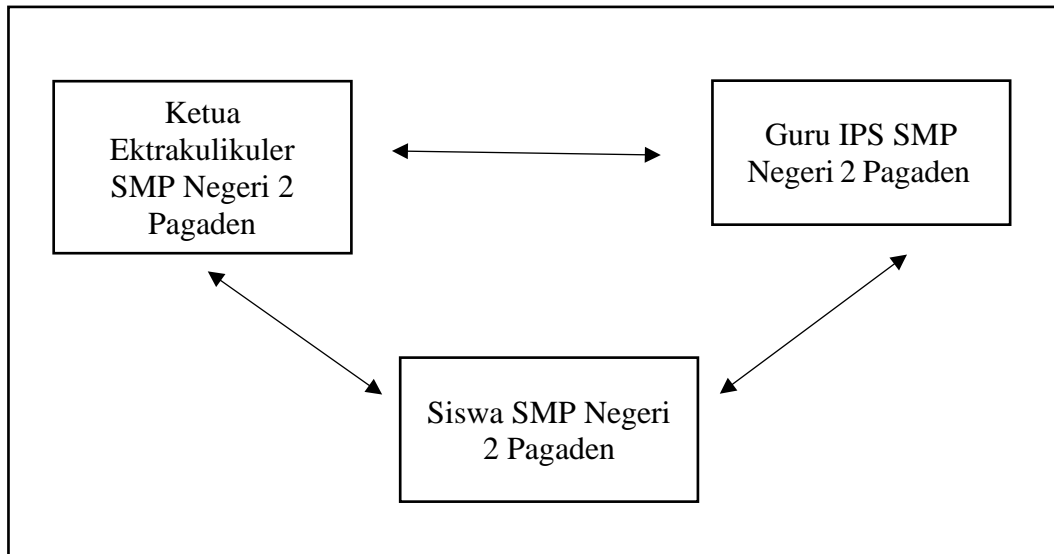 Ketua
Ektrakulikuler
SMP Negeri 2
Pagaden
Guru IPS SMP
Negeri 2 Pagaden
Siswa SMP Negeri
2 Pagaden